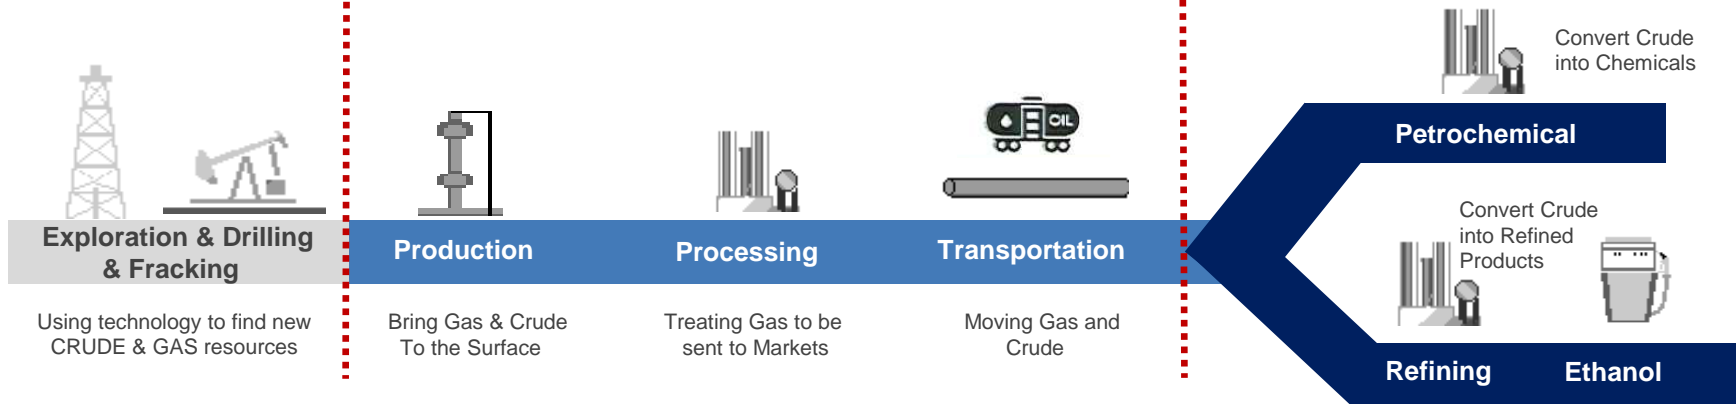 Exploration & Drilling
& Fracking
Using technology to find new
CRUDE & GAS resources
Production
Bring Gas & Crude
To the Surface
Processing
Treating Gas to be
sent to Markets
OIL
Transportation
Moving Gas and
Crude
Convert Crude
into Chemicals
Petrochemical
Convert Crude
into Refined
Products
Refining
Ethanol